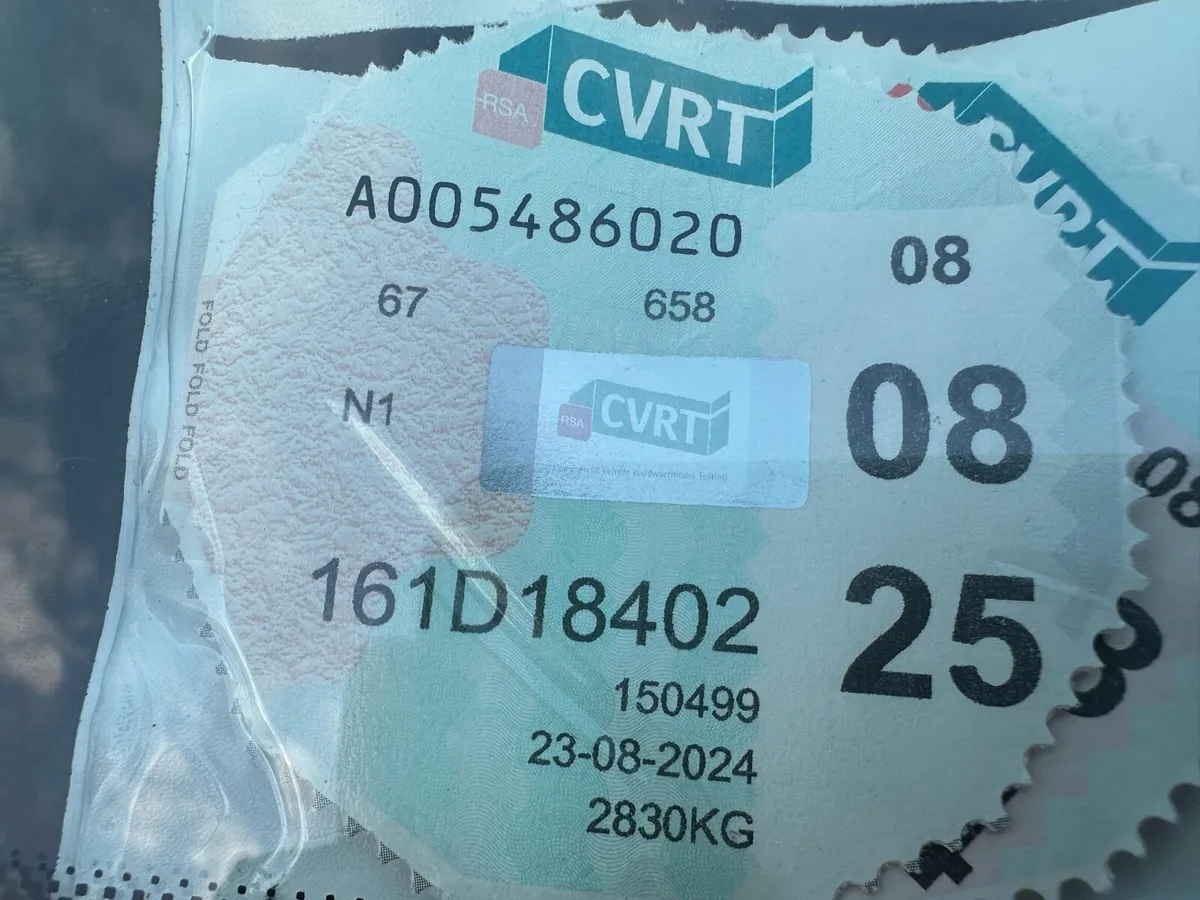 RSA CVRT
A005486020
08
67 658
N1
RSA CVRT
Commercial Vehicle Roadworthiness Testing
08
161D18402
25
150499
23-08-2024
2830KG
FOLD FOLD FOLD
CVRT
08